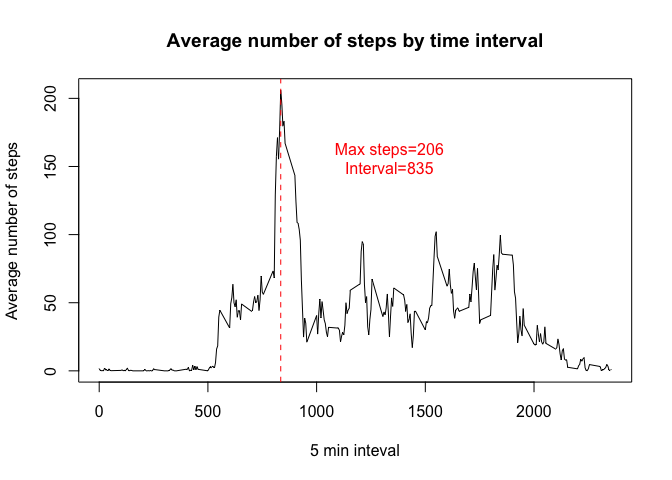 Average number of steps by time interval
Average number of steps
200
150
100
50
0
Max steps=206
Interval=835
0 500 1000 1500 2000
5 min inteval